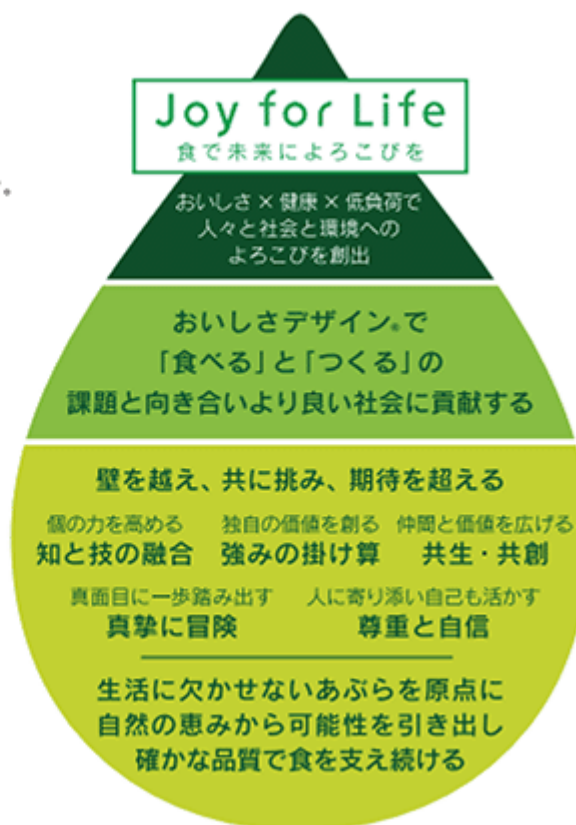 Joy for Life
食で未来によろこびを
。
おいしさ × 健康 × 低負荷で
人々と社会と環境への
よろこびを創出
おいしさデザイン®で
「食べる」と「つくる」の
課題と向き合いより良い社会に貢献する
壁を越え、共に挑み、期待を超える
個の力を高める 独自の価値を創る 仲間と価値を広げる
知と技の融合 強みの掛け算 共生・共創
真面目に一歩踏み出す 人に寄り添い自己も活かす
真摯に冒険 尊重と自信
生活に欠かせないあぶらを原点に
自然の恵みから可能性を引き出し
確かな品質で食を支え続ける